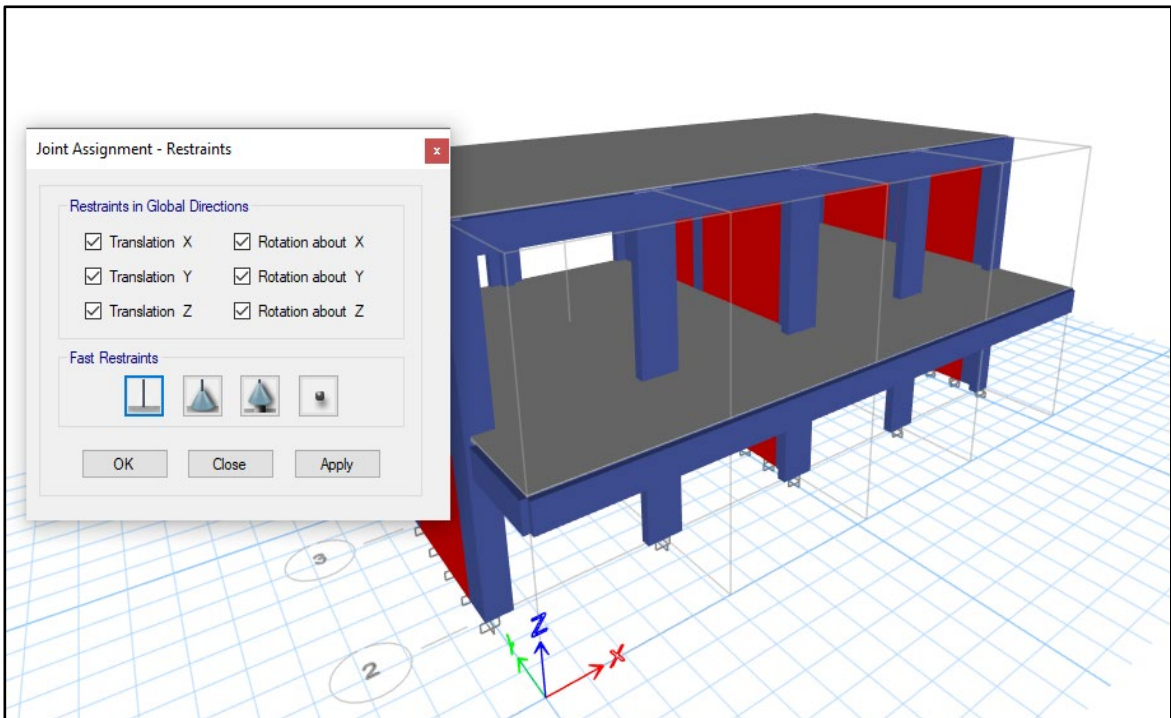 Joint Assignment - Restraints
x
Restraints in Global Directions
Translation X
Rotation about X
Translation Y
Rotation about Y
Translation Z
Rotation about Z
Fast Restraints
OK
Close
Apply
3
2
Y
Z
X